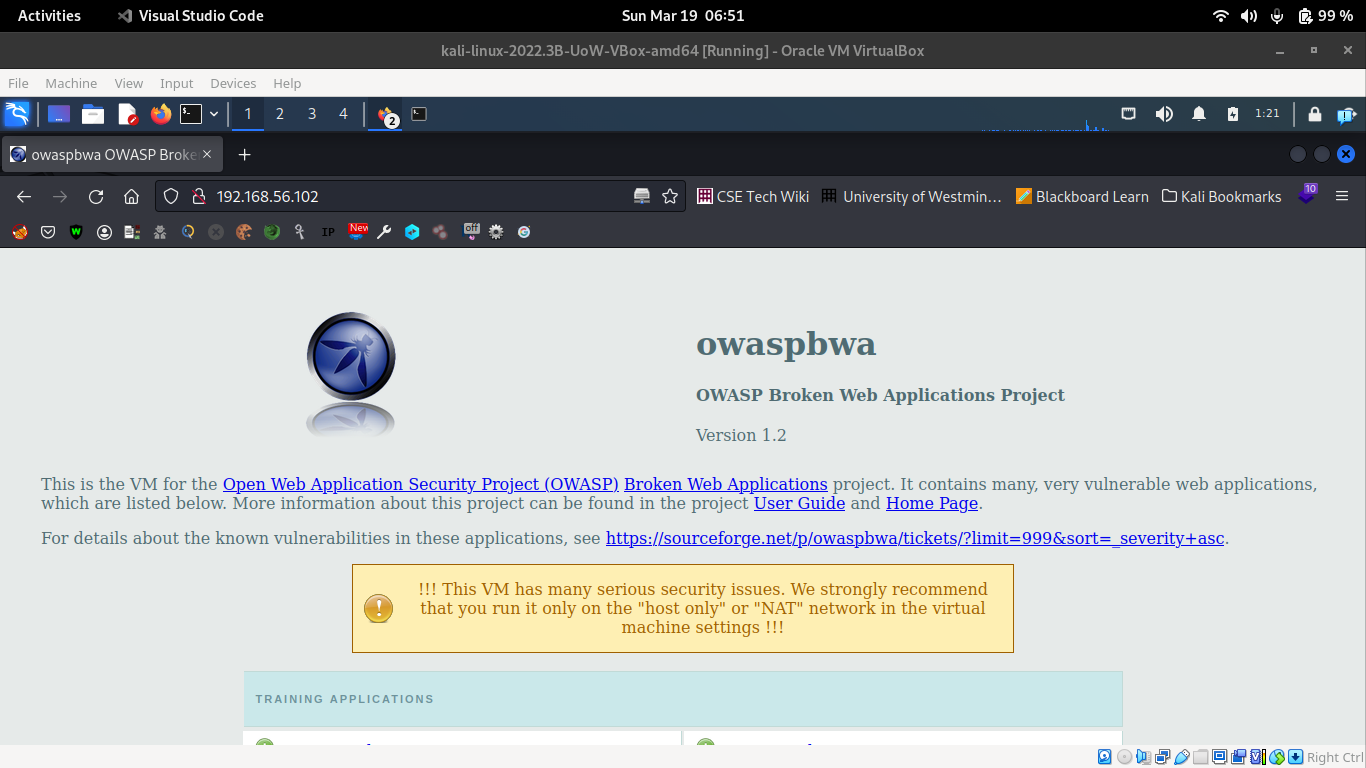 Activities Visual Studio Code Sun Mar 19 06:51 99 %
kali-linux-2022.3B-UoW-VBox-amd64 [Running] - Oracle VM VirtualBox
File Machine View Input Devices Help
1 2 3 4 2 1:21
owaspbwa OWASP Broke
192.168.56.102 CSE Tech Wiki University of Westmin... Blackboard Learn Kali Bookmarks 10
W IP New off G
owaspbwa
OWASP Broken Web Applications Project
Version 1.2
This is the VM for the Open Web Application Security Project (OWASP) Broken Web Applications project. It contains many, very vulnerable web applications,
which are listed below. More information about this project can be found in the project User Guide and Home Page.
For details about the known vulnerabilities in these applications, see https://sourceforge.net/p/owaspbwa/tickets/?limit=999&sort=_severity+asc.
!!! This VM has many serious security issues. We strongly recommend
that you run it only on the "host only" or "NAT" network in the virtual
machine settings !!!
TRAINING APPLICATIONS
Right Ctrl